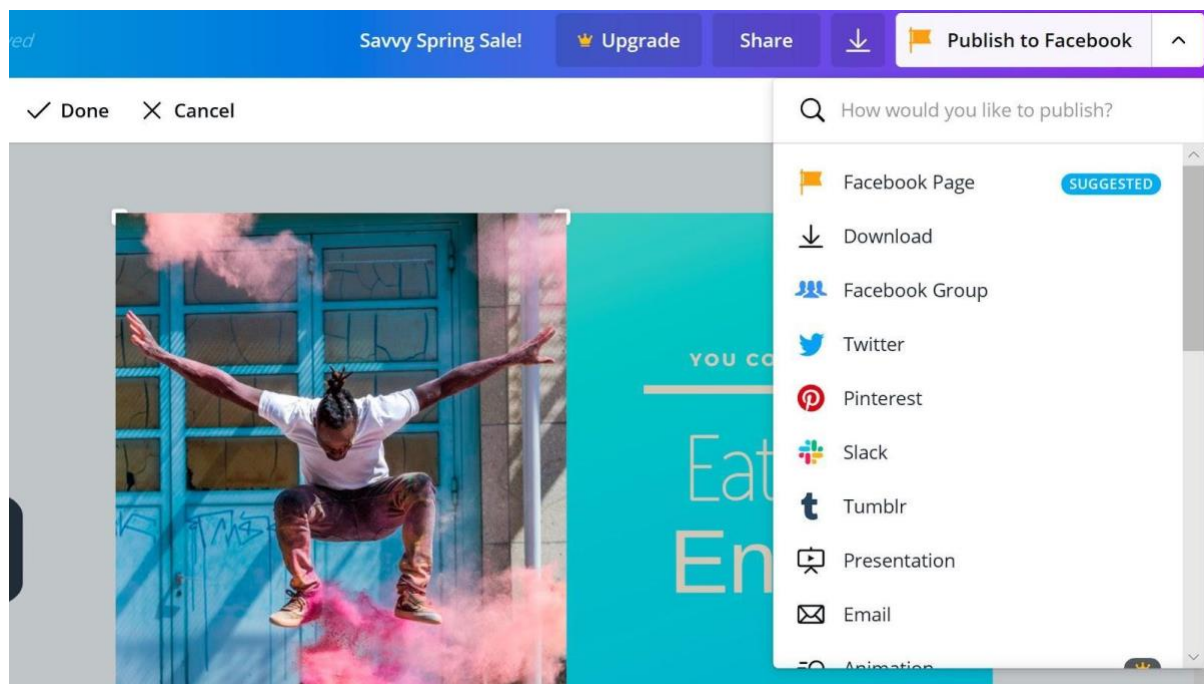 Savvy Spring Sale!
Upgrade
Share
Publish to Facebook
Done
Cancel
How would you like to publish?
Facebook Page
SUGGESTED
Download
Facebook Group
Twitter
Pinterest
Slack
Tumblr
Presentation
Email
Animation
YOU CO
Eat
En